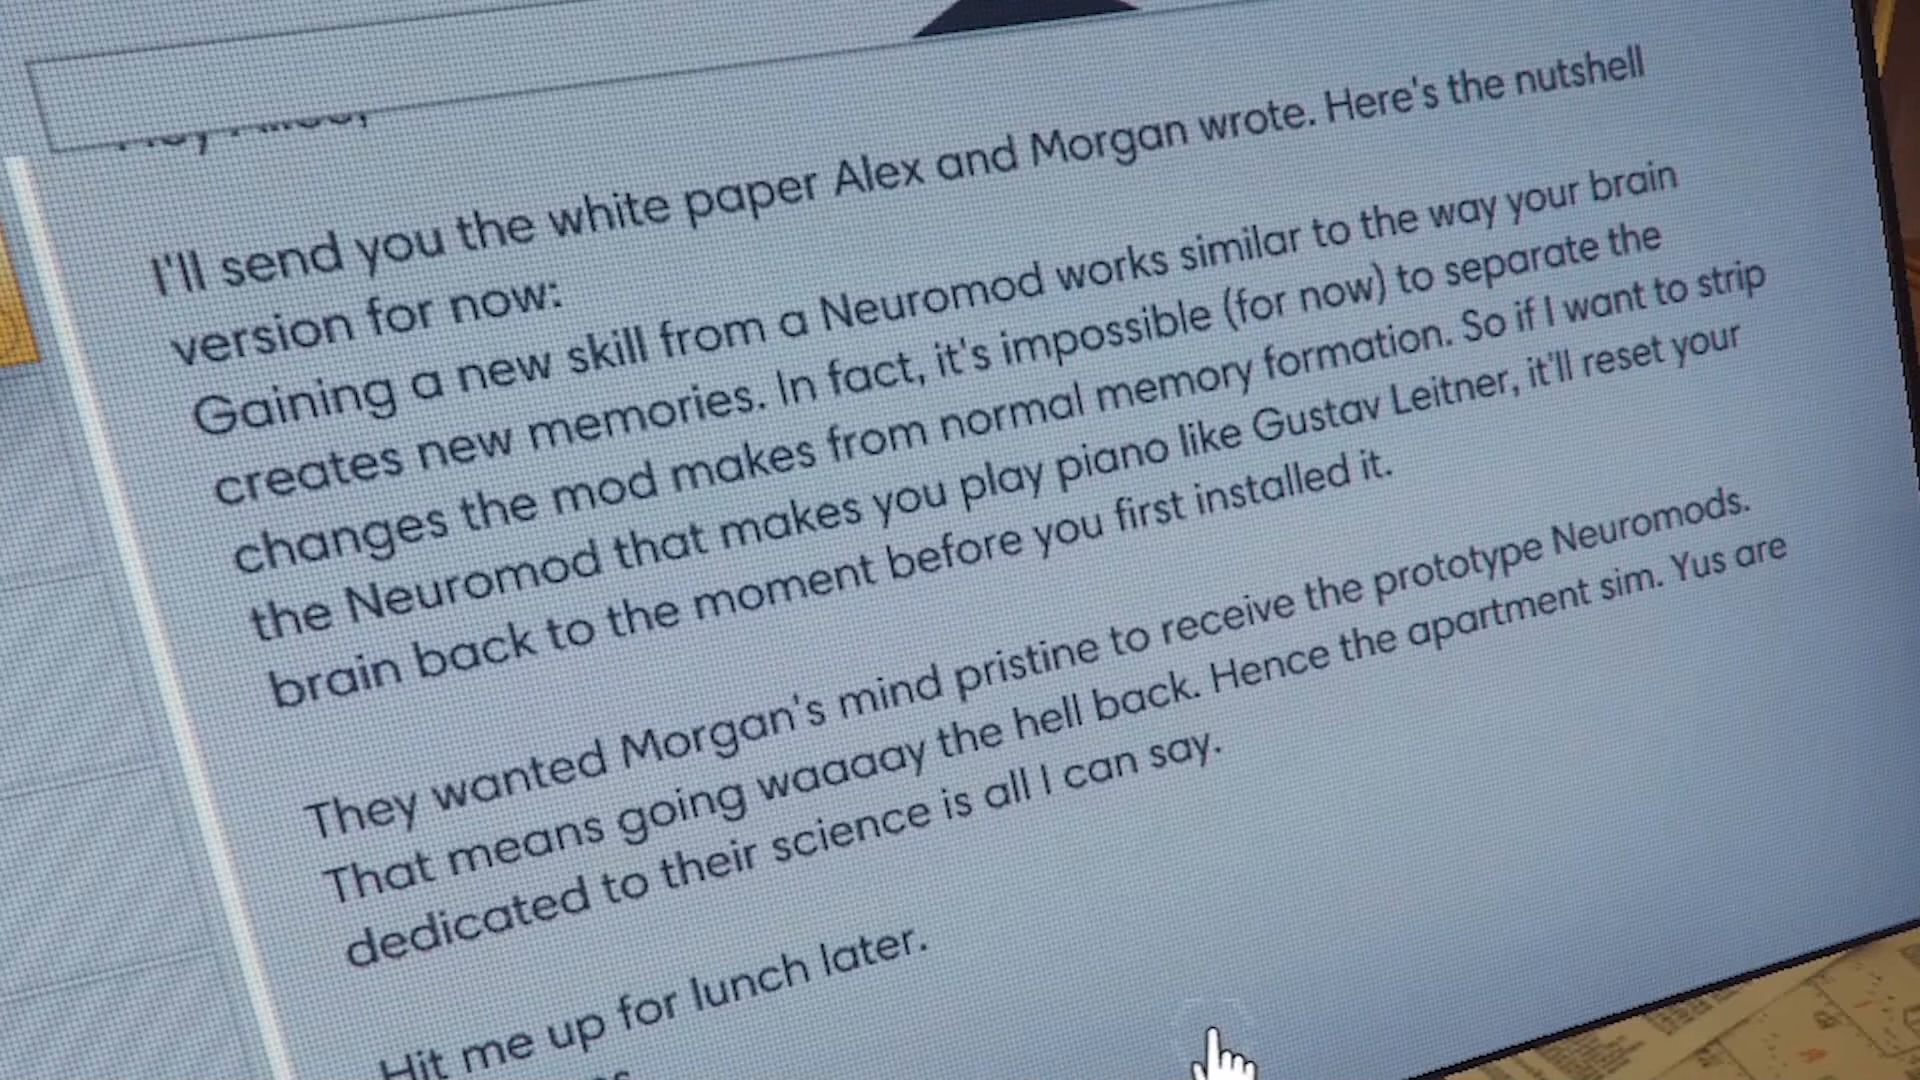 I'll send you the white paper Alex and Morgan wrote. Here's the nutshell
version for now:
Gaining a new skill from a Neuromod works similar to the way your brain
creates new memories. In fact, it's impossible (for now) to separate the
changes the mod makes from normal memory formation. So if I want to strip
the Neuromod that makes you play piano like Gustav Leitner, it'll reset your
brain back to the moment before you first installed it.
They wanted Morgan's mind pristine to receive the prototype Neuromods.
That means going waaaay the hell back. Hence the apartment sim. Yus are
dedicated to their science is all I can say.
Hit me up for lunch later.